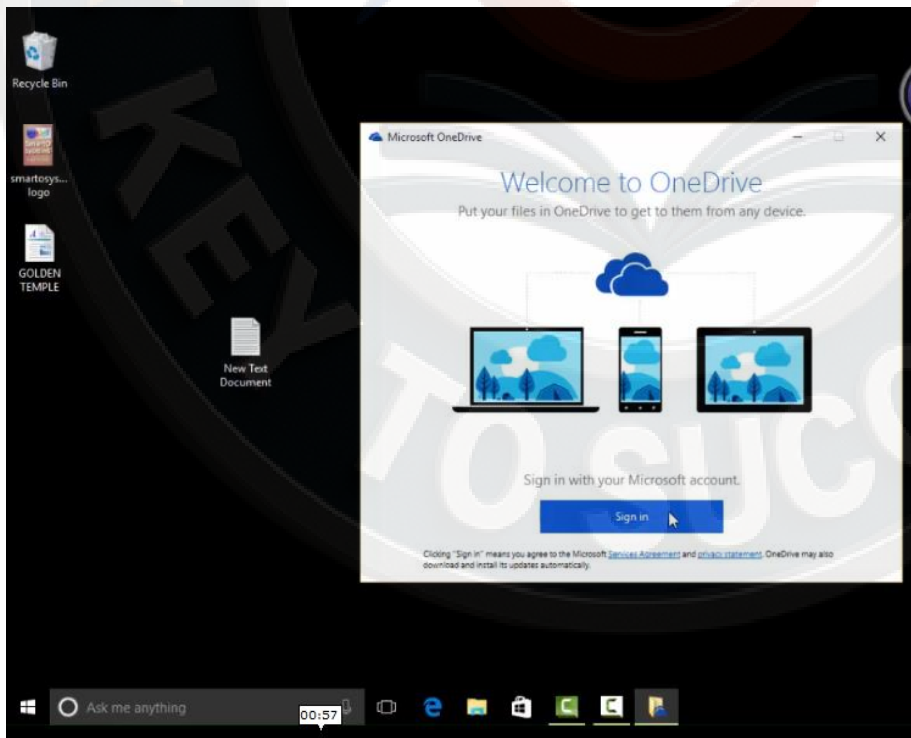 Recycle Bin
smartosys...
logo
GOLDEN
TEMPLE
New Text
Document
Microsoft OneDrive
Welcome to OneDrive
Put your files in OneDrive to get to them from any device.
Sign in with your Microsoft account.
Sign in
Clicking "Sign in" means you agree to the Microsoft Services Agreement and privacy statement. OneDrive may also
download and install its updates automatically.
KEY TO SUCC
Ask me anything
00:57